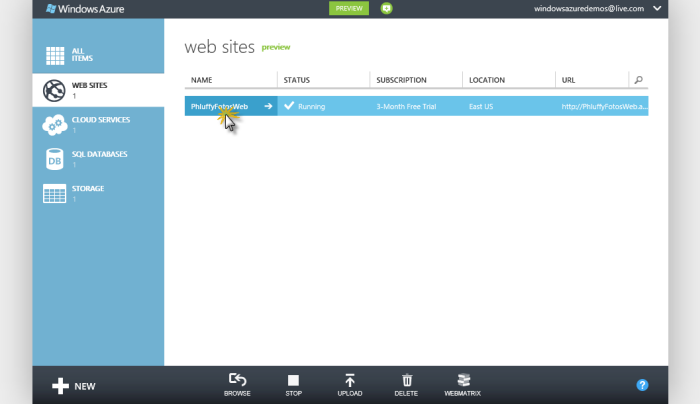 Windows Azure
PREVIEW
windowsazuredemos@live.com
ALL
ITEMS
WEB SITES
1
CLOUD SERVICES
1
SQL DATABASES
1
DB
STORAGE
1
web sites preview
NAME STATUS SUBSCRIPTION LOCATION URL
PhluffyFotosWeb Running 3-Month Free Trial East US http://PhluffyFotosWeb.a...
NEW
BROWSE STOP UPLOAD DELETE WEBMATRIX
?